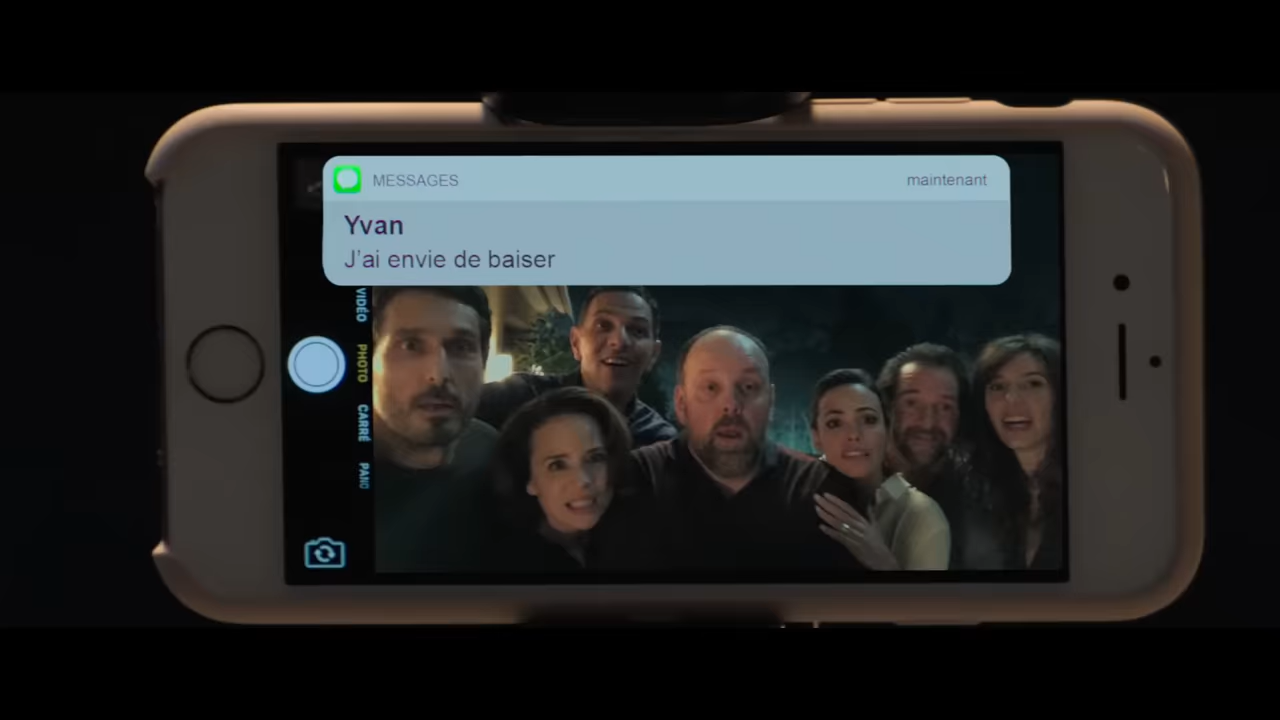 MESSAGES maintenant
Yvan
J'ai envie de baiser
VIDÉO
PHOTO
CARRÉ
PANO